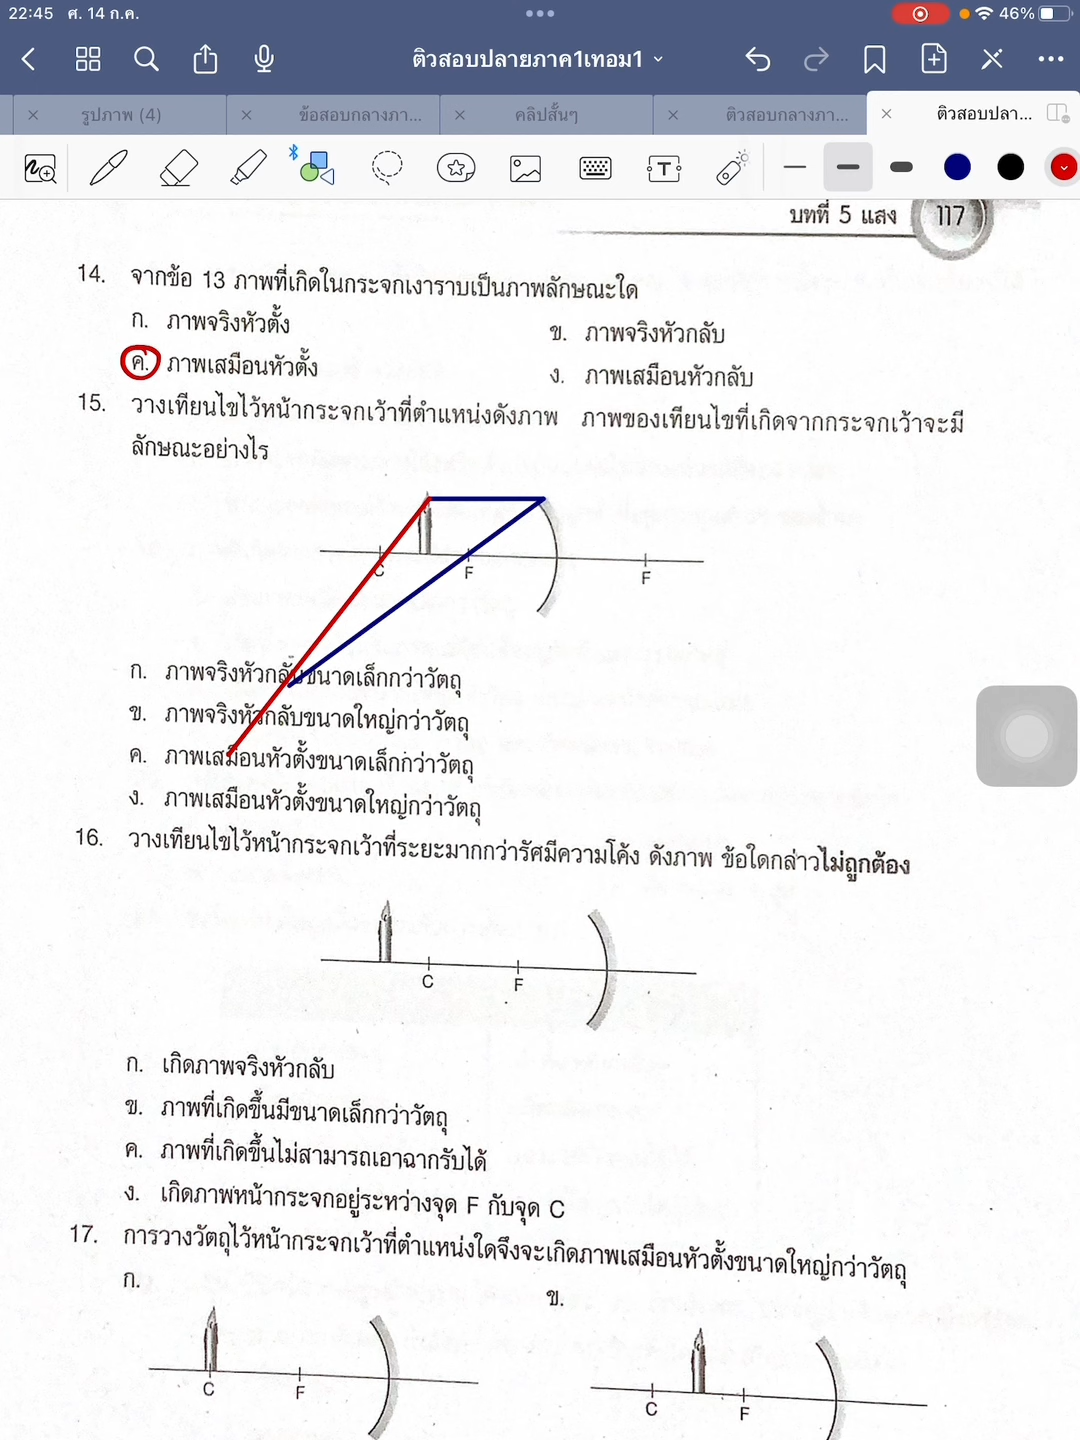 22:45 ศ. 14 ก.ค.
46%
ติวสอบปลายภาค1เทอม1
รูปภาพ (4)
ข้อสอบกลางภา...
คลิปสั้นๆ
ติวสอบกลางภา...
ติวสอบปลา...
บทที่ 5 แสง 117
14. จากข้อ 13 ภาพที่เกิดในกระจกเงาราบเป็นภาพลักษณะใด
ก. ภาพจริงหัวตั้ง
ข. ภาพจริงหัวกลับ
ค. ภาพเสมือนหัวตั้ง
ง. ภาพเสมือนหัวกลับ
15. วางเทียนไขไว้หน้ากระจกเว้าที่ตำแหน่งดังภาพ ภาพของเทียนไขที่เกิดจากกระจกเว้าจะมี
ลักษณะอย่างไร
C F F
ก. ภาพจริงหัวกลับขนาดเล็กกว่าวัตถุ
ข. ภาพจริงหัวกลับขนาดใหญ่กว่าวัตถุ
ค. ภาพเสมือนหัวตั้งขนาดเล็กกว่าวัตถุ
ง. ภาพเสมือนหัวตั้งขนาดใหญ่กว่าวัตถุ
16. วางเทียนไขไว้หน้ากระจกเว้าที่ระยะมากกว่ารัศมีความโค้ง ดังภาพ ข้อใดกล่าวไม่ถูกต้อง
C F
ก. เกิดภาพจริงหัวกลับ
ข. ภาพที่เกิดขึ้นมีขนาดเล็กกว่าวัตถุ
ค. ภาพที่เกิดขึ้นไม่สามารถเอาฉากรับได้
ง. เกิดภาพหน้ากระจกอยู่ระหว่างจุด F กับจุด C
17. การวางวัตถุไว้หน้ากระจกเว้าที่ตำแหน่งใดจึงจะเกิดภาพเสมือนหัวตั้งขนาดใหญ่กว่าวัตถุ
ก.
ข.
C F
C F